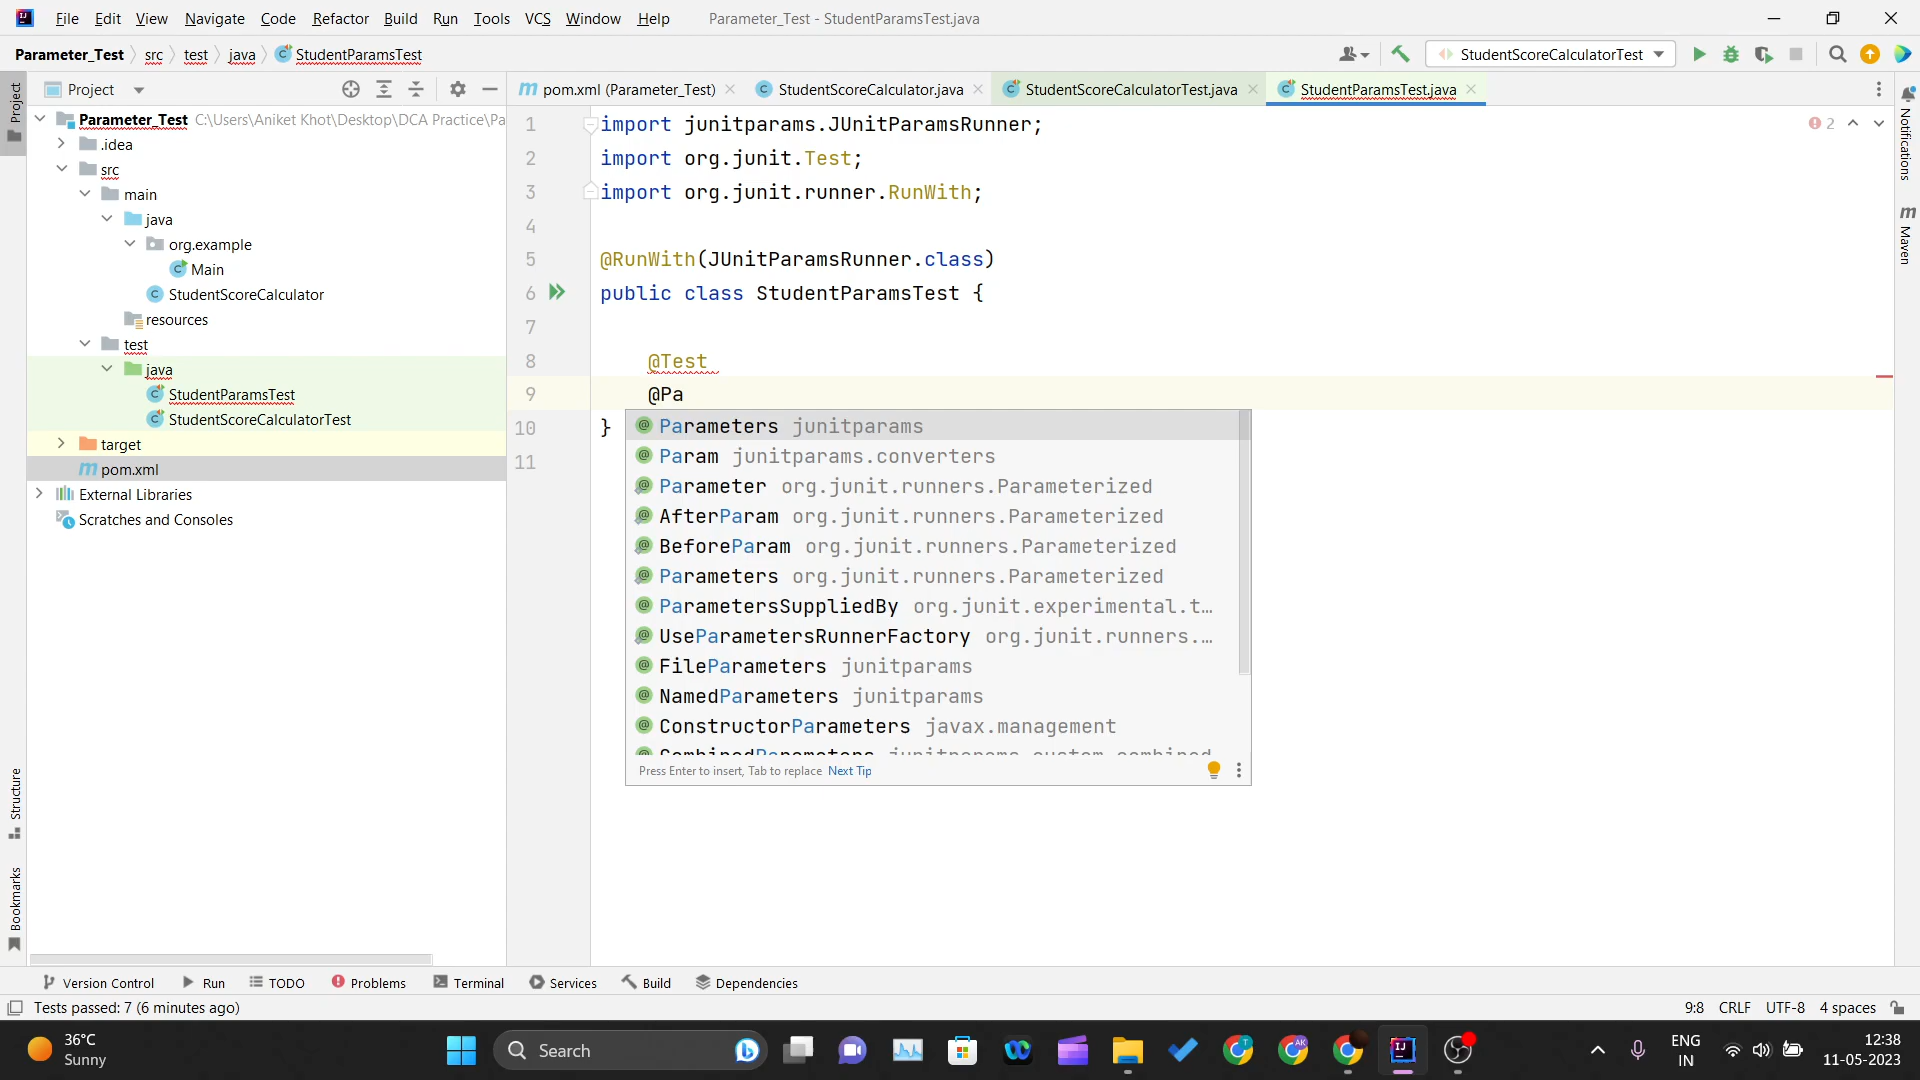 File Edit View Navigate Code Refactor Build Run Tools VCS Window Help Parameter_Test - StudentParamsTest.java
Parameter_Test src test java StudentParamsTest StudentScoreCalculatorTest
Project
pom.xml (Parameter_Test) StudentScoreCalculator.java StudentScoreCalculatorTest.java StudentParamsTest.java
Project
Structure
Bookmarks
Parameter_Test C:\Users\Aniket Khot\Desktop\DCA Practice\Pa
.idea
src
main
java
org.example
Main
StudentScoreCalculator
resources
test
java
StudentParamsTest
StudentScoreCalculatorTest
target
pom.xml
External Libraries
Scratches and Consoles
1 import junitparams.JUnitParamsRunner;
2 import org.junit.Test;
3 import org.junit.runner.RunWith;
4
5 @RunWith(JUnitParamsRunner.class)
6 public class StudentParamsTest {
7
8 @Test
9 @Pa
10 }
11
2
Parameters junitparams
Param junitparams.converters
Parameter org.junit.runners.Parameterized
AfterParam org.junit.runners.Parameterized
BeforeParam org.junit.runners.Parameterized
Parameters org.junit.runners.Parameterized
ParametersSuppliedBy org.junit.experimental.t...
UseParametersRunnerFactory org.junit.runners....
FileParameters junitparams
NamedParameters junitparams
ConstructorParameters javax.management
Press Enter to insert, Tab to replace Next Tip
Notifications
Maven
Version Control Run TODO Problems Terminal Services Build Dependencies
Tests passed: 7 (6 minutes ago) 9:8 CRLF UTF-8 4 spaces
36°C
Sunny
Search
ENG
IN
12:38
11-05-2023